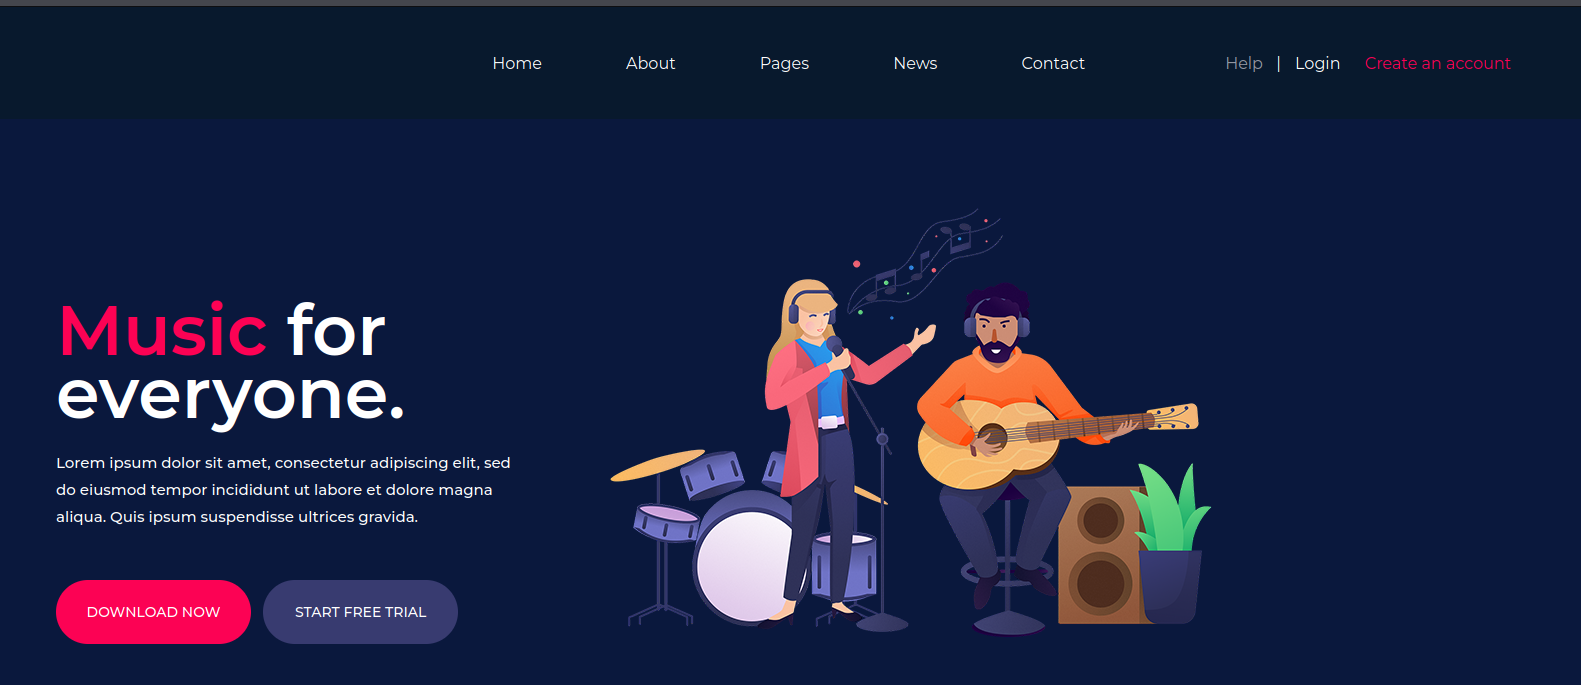 Home About Pages News Contact Help | Login Create an account
Music for
everyone.
Lorem ipsum dolor sit amet, consectetur adipiscing elit, sed
do eiusmod tempor incididunt ut labore et dolore magna
aliqua. Quis ipsum suspendisse ultrices gravida.
DOWNLOAD NOW START FREE TRIAL